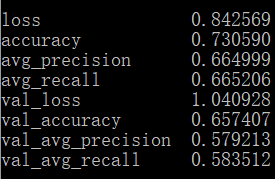 loss 0.842569
accuracy 0.730590
avg_precision 0.664999
avg_recall 0.665206
val_loss 1.040928
val_accuracy 0.657407
val_avg_precision 0.579213
val_avg_recall 0.583512